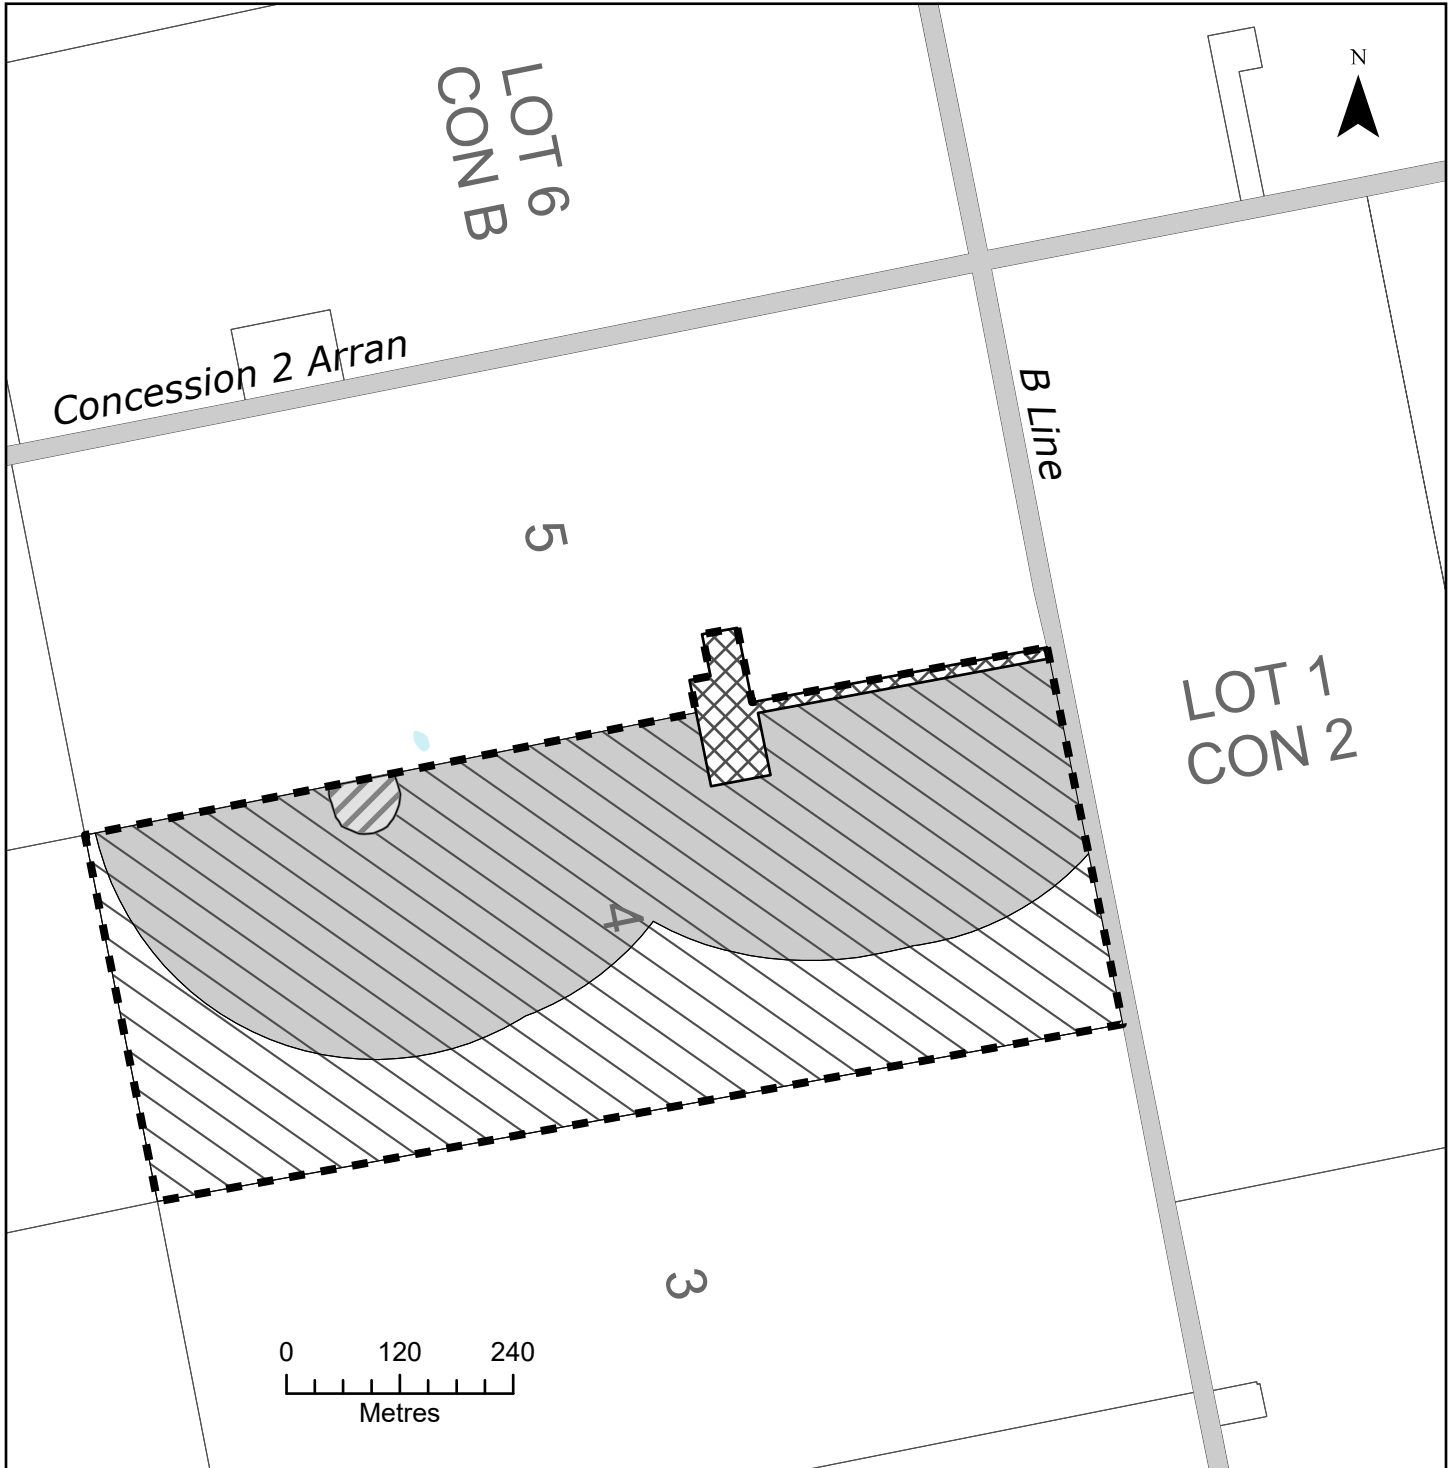 N
LOT 6
CON B
Concession 2 Arran
B Line
5
LOT 1
CON 2
4
3
0 120 240
Metres